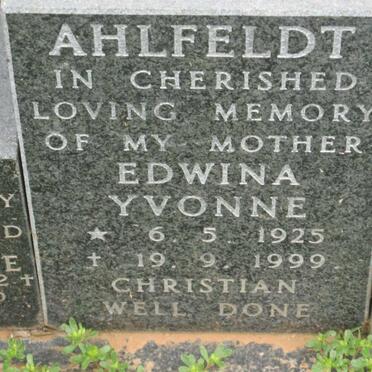 AHLFELDT
IN CHERISHED
LOVING MEMORY
OF MY MOTHER
EDWINA
YVONNE
★ 6. 5. 1925
✝ 19. 9. 1999
CHRISTIAN
WELL DONE